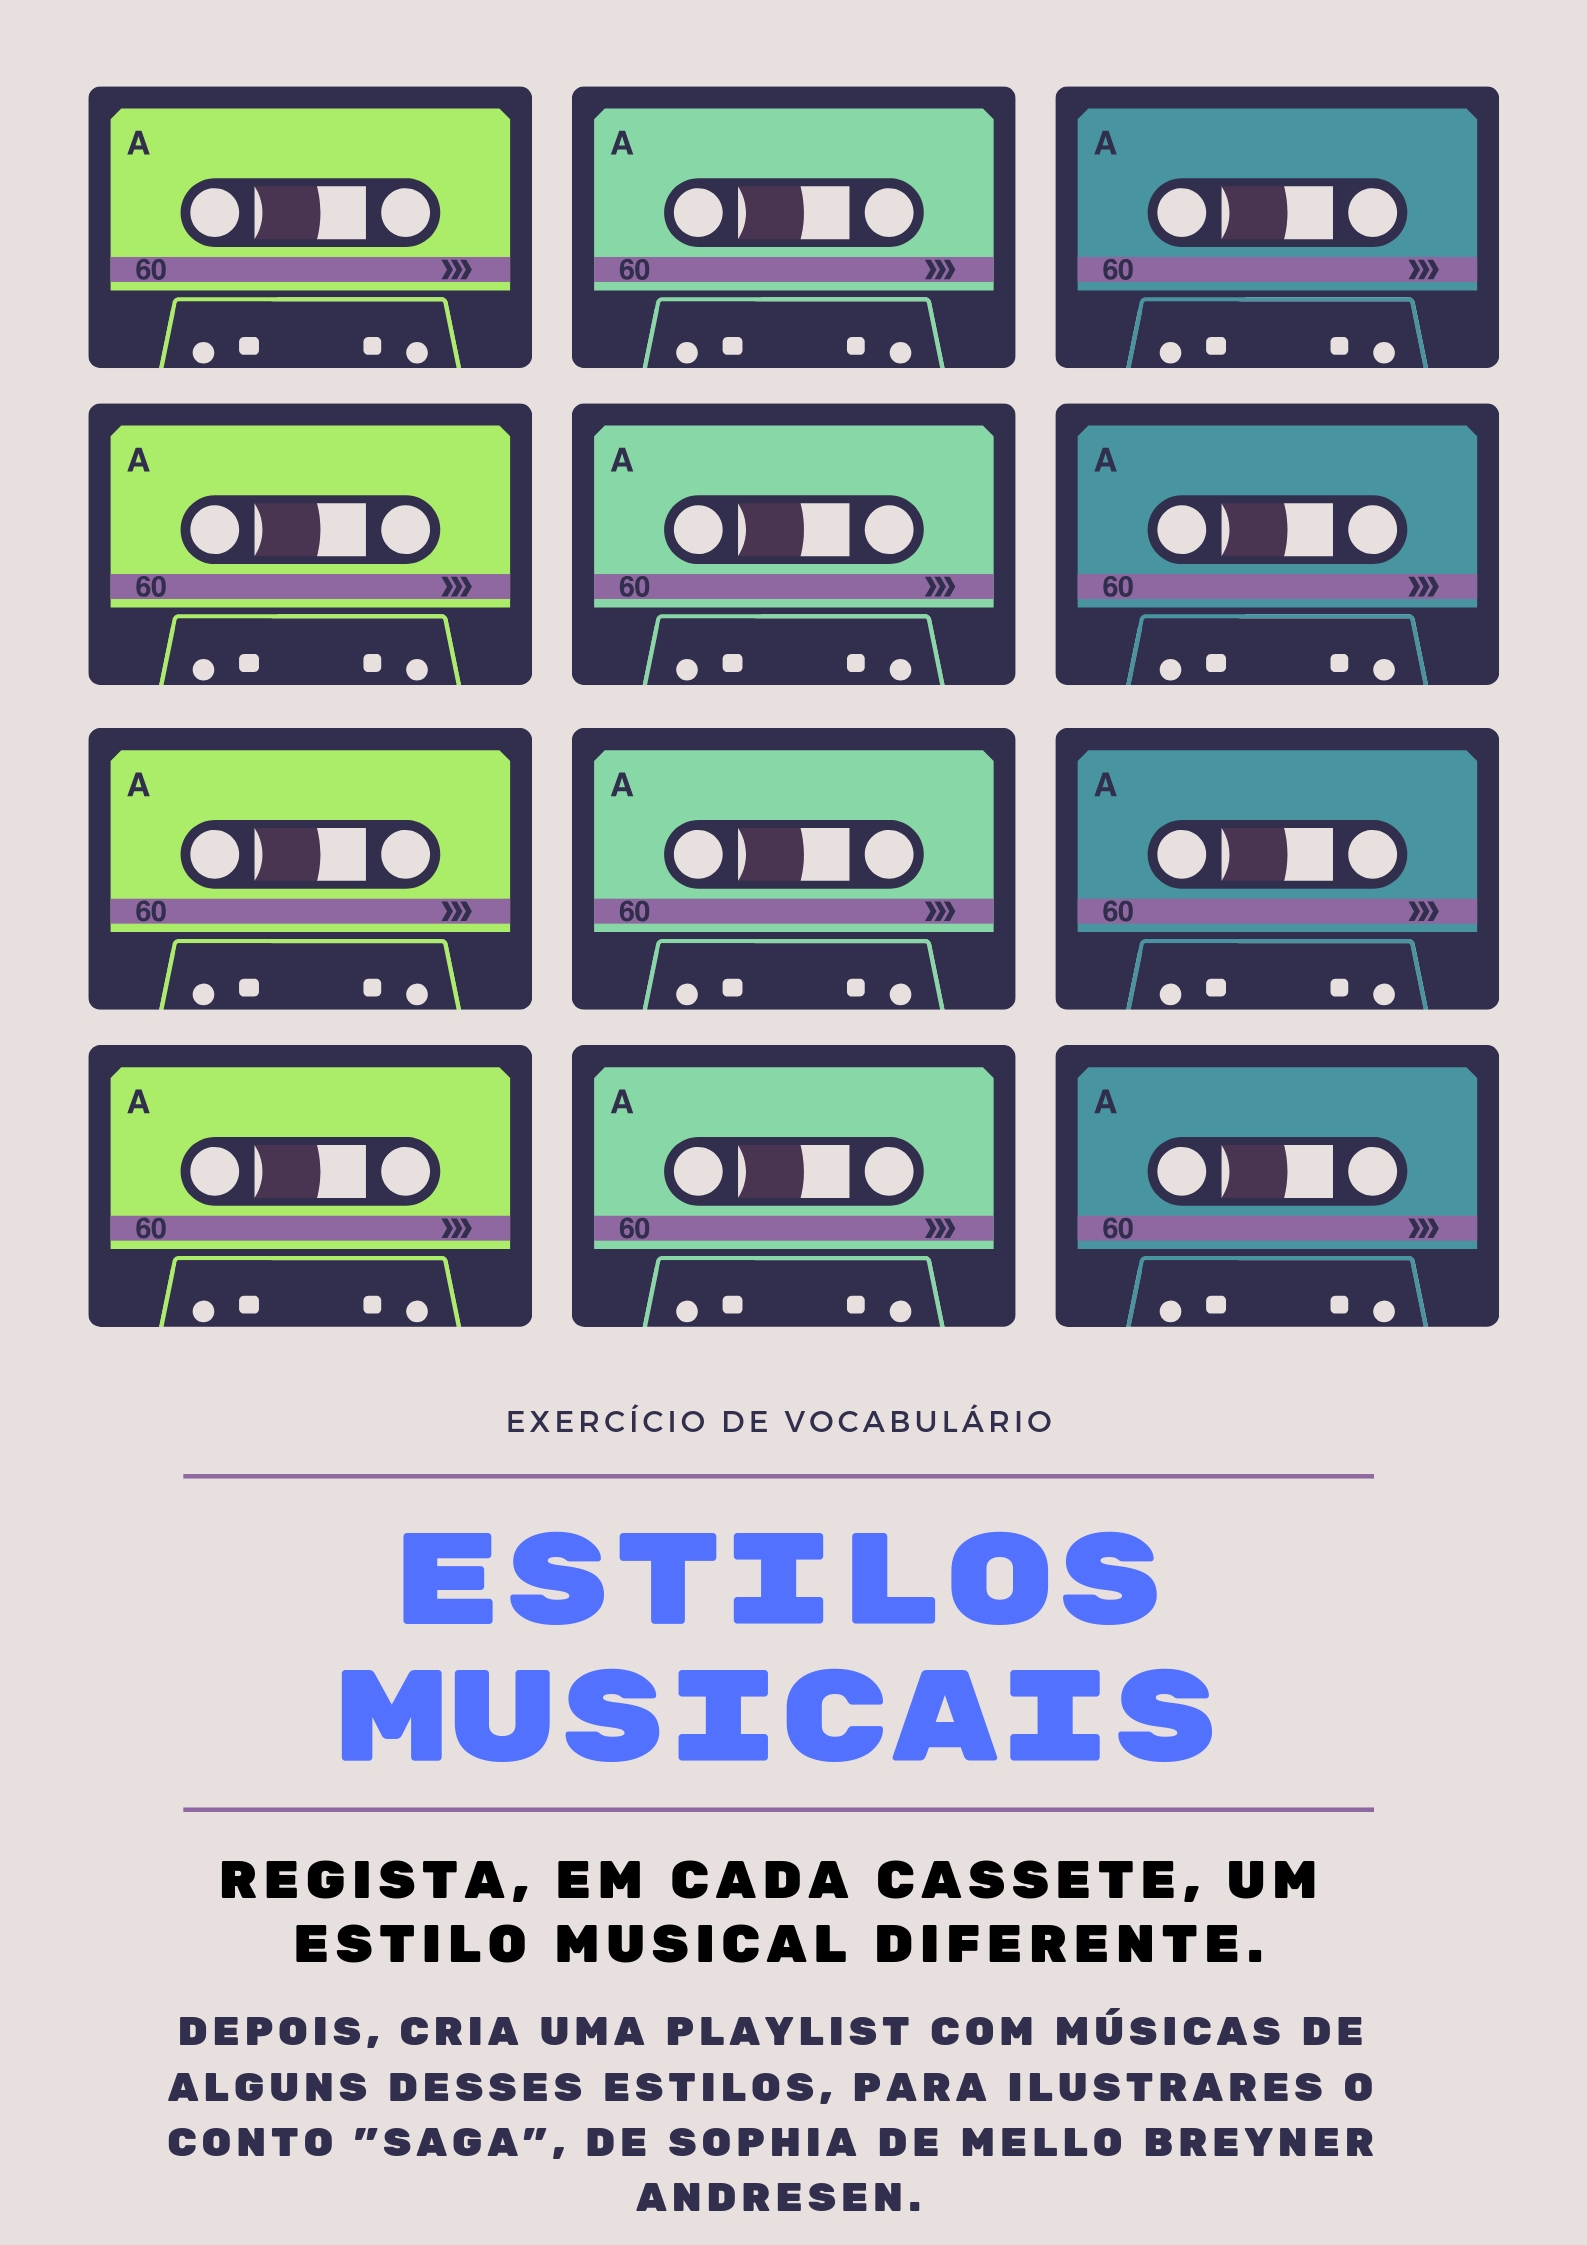 A A A
60 »» 60 »» 60 »»
A A A
60 »» 60 »» 60 »»
A A A
60 »» 60 »» 60 »»
A A A
60 »» 60 »» 60 »»
EXERCÍCIO DE VOCABULÁRIO
ESTILOS
MUSICAIS
REGISTA, EM CADA CASSETE, UM
ESTILO MUSICAL DIFERENTE.
DEPOIS, CRIA UMA PLAYLIST COM MÚSICAS DE
ALGUNS DESSES ESTILOS, PARA ILUSTRARES O
CONTO "SAGA", DE SOPHIA DE MELLO BREYNER
ANDRESEN.